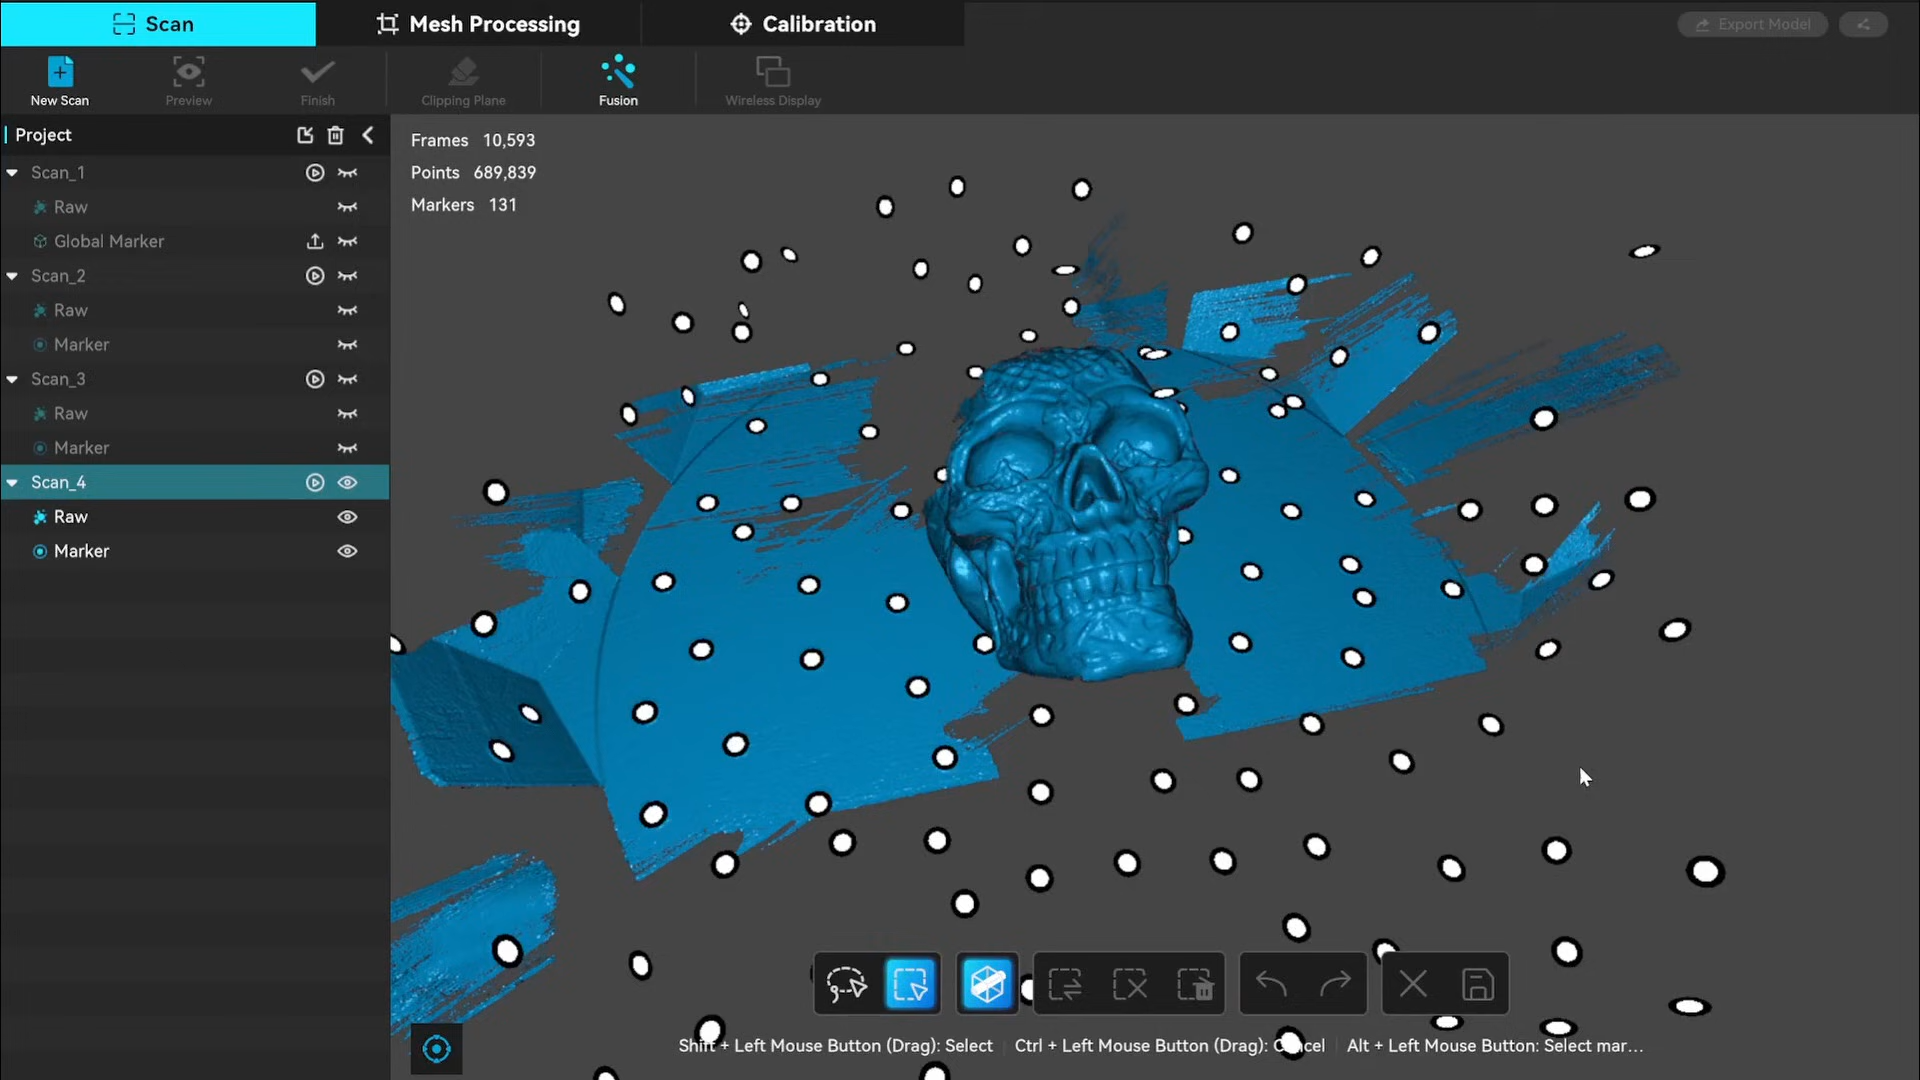 Scan
Mesh Processing
Calibration
Export Model
New Scan
Preview
Finish
Clipping Plane
Fusion
Wireless Display
Project
Scan_1
Raw
Global Marker
Scan_2
Raw
Marker
Scan_3
Raw
Marker
Scan_4
Raw
Marker
Frames 10,593
Points 689,839
Markers 131
Shift + Left Mouse Button (Drag): Select
Ctrl + Left Mouse Button (Drag): Cancel
Alt + Left Mouse Button: Select mar...